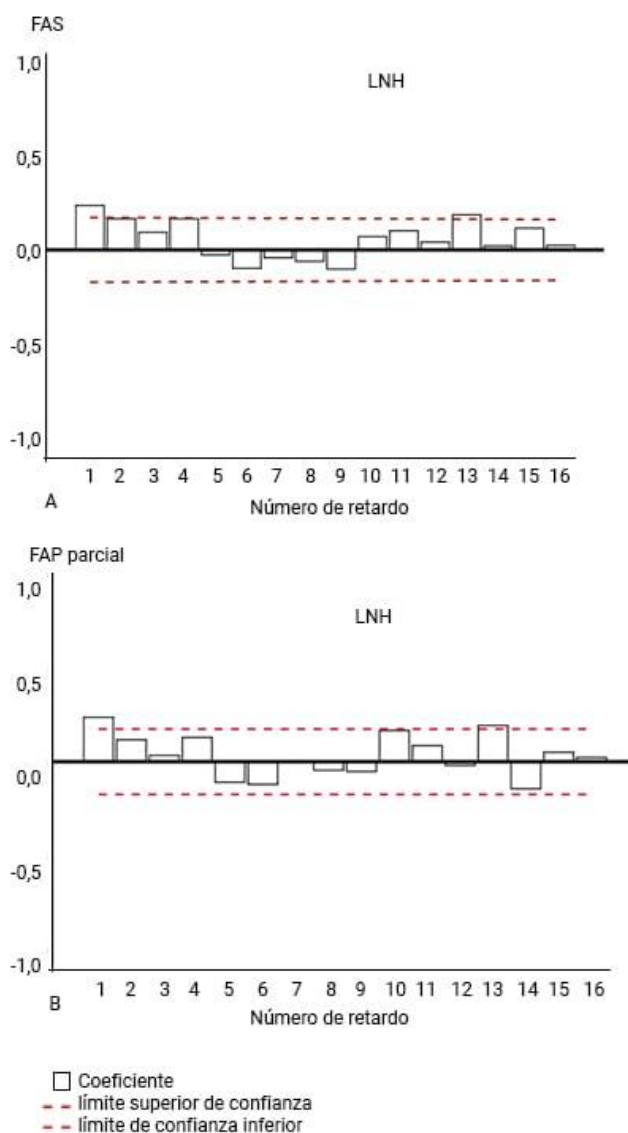 FAS
LNH
1,0
0,5
0,0
-0,5
-1,0
1 2 3 4 5 6 7 8 9 10 11 12 13 14 15 16
A
Número de retardo
FAP parcial
LNH
1,0
0,5
0,0
-0,5
-1,0
1 2 3 4 5 6 7 8 9 10 11 12 13 14 15 16
B
Número de retardo
Coeficiente
límite superior de confianza
límite de confianza inferior